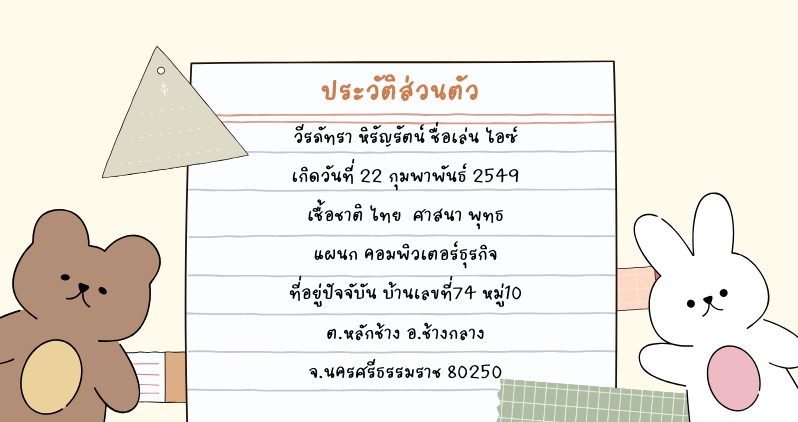 ประวัติส่วนตัว
วีรภัทรา หิรัญรัตน์ ชื่อเล่น ไอซ์
เกิดวันที่ 22 กุมพาพันธ์ 2549
เชื้อชาติ ไทย ศาสนา พุทธ
แผนก คอมพิวเตอร์ธุรกิจ
ที่อยู่ปัจจับัน บ้านเลขที่74 หมู่10
ต.หลักช้าง อ.ช้างกลาง
จ.นครศรีธรรมราช 80250